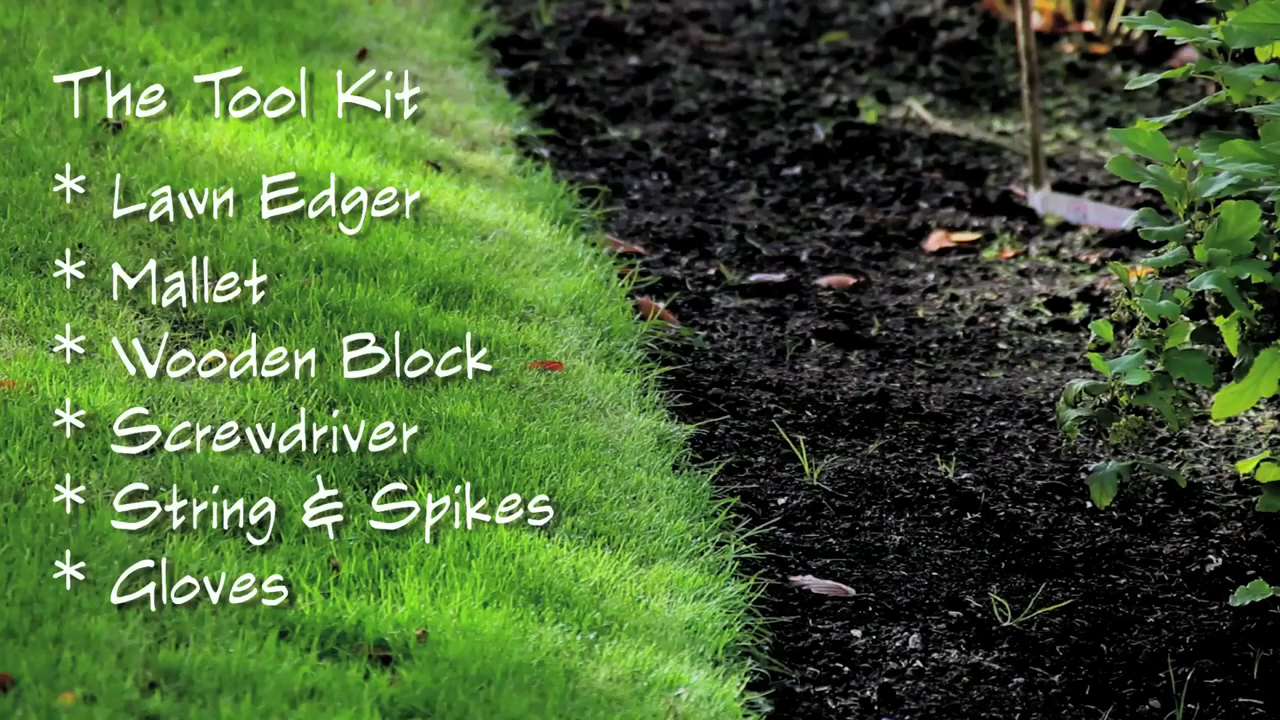 The Tool Kit
* Lawn Edger
* Mallet
* Wooden Block
* Screwdriver
* String & Spikes
* Gloves